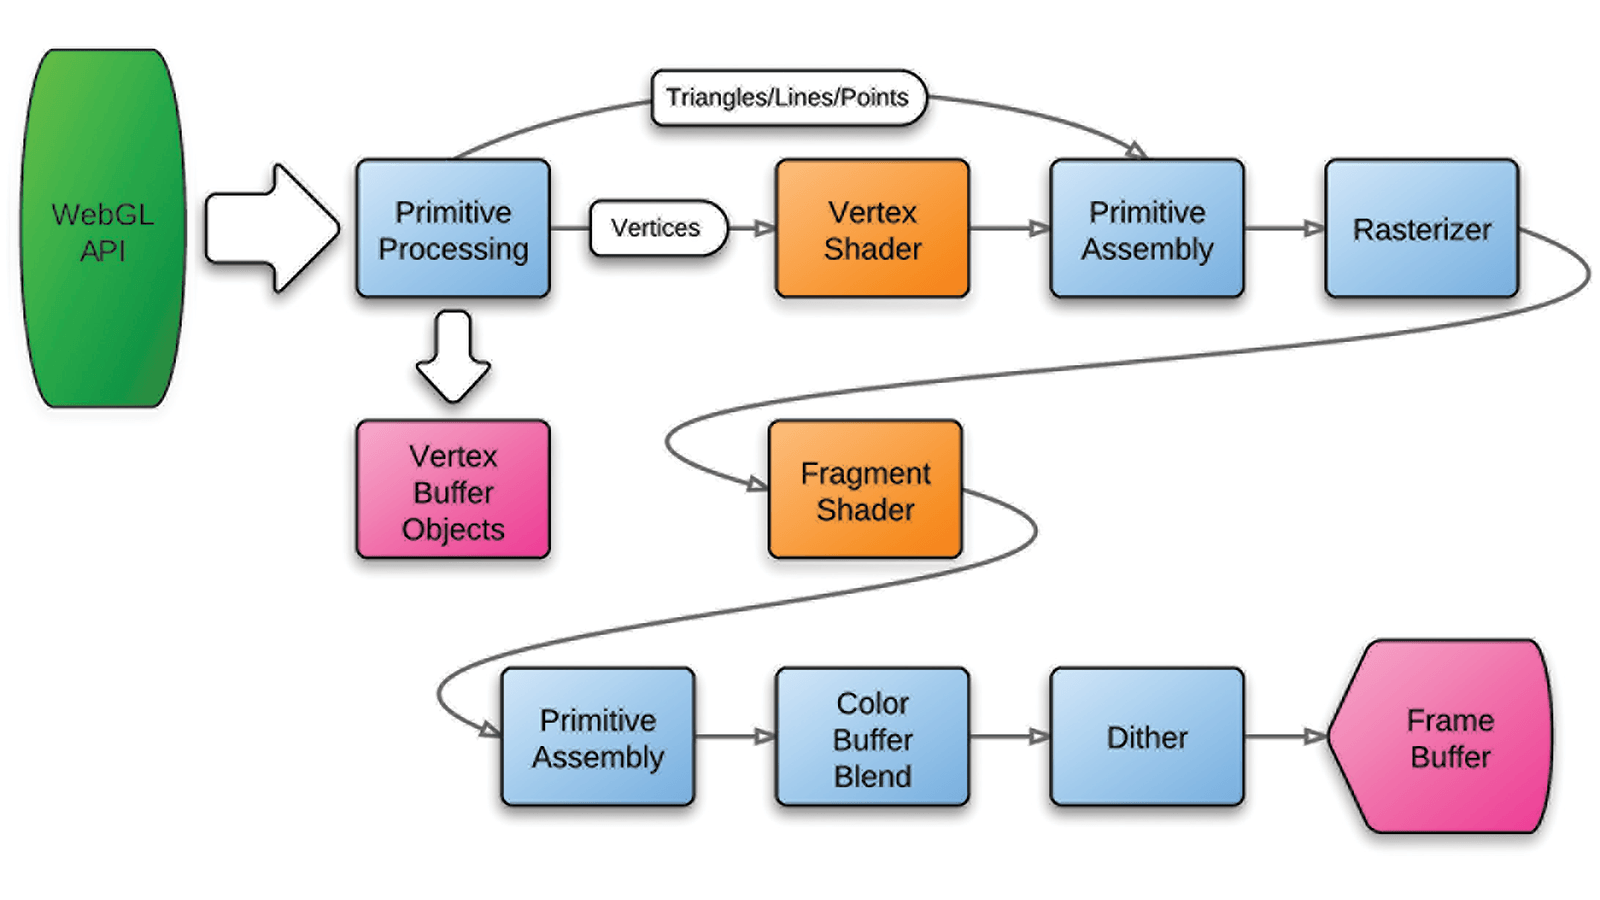 WebGL
API
Triangles/Lines/Points
Primitive
Processing
Vertices
Vertex
Shader
Primitive
Assembly
Rasterizer
Vertex
Buffer
Objects
Fragment
Shader
Primitive
Assembly
Color
Buffer
Blend
Dither
Frame
Buffer